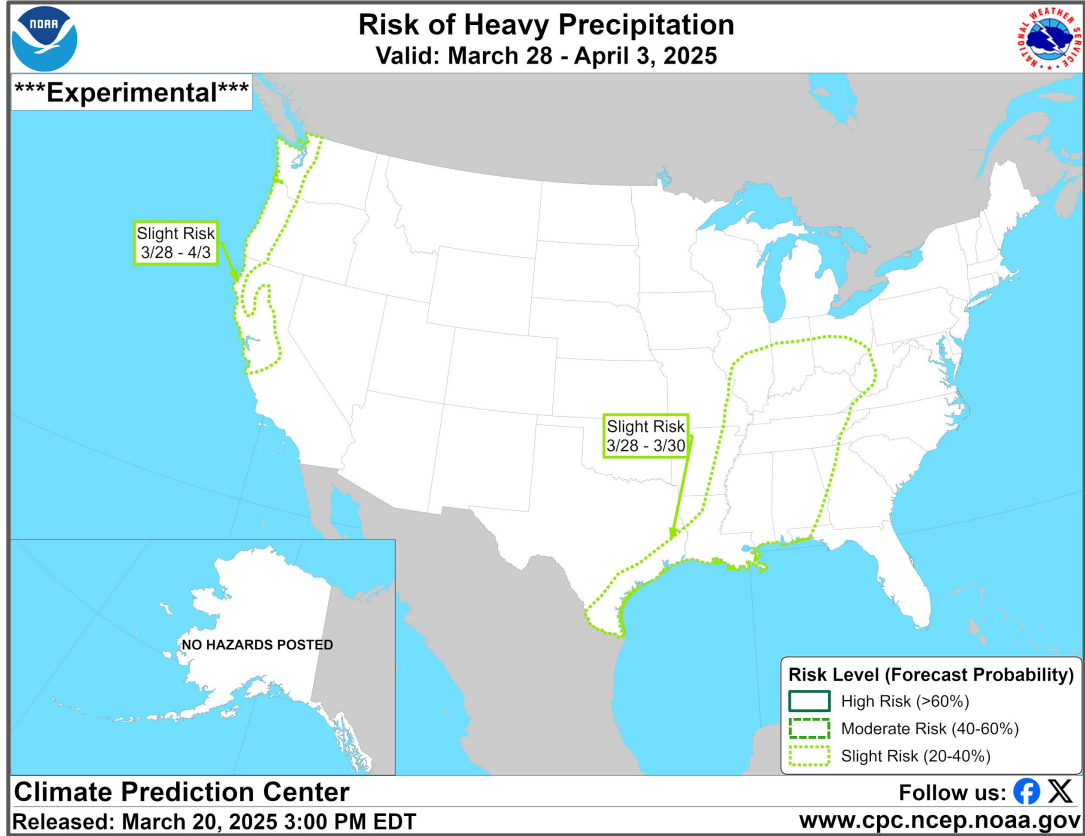 NOAA
Risk of Heavy Precipitation
Valid: March 28 - April 3, 2025
NATIONAL WEATHER SERVICE
***Experimental***
Slight Risk
3/28 - 4/3
Slight Risk
3/28 - 3/30
NO HAZARDS POSTED
Risk Level (Forecast Probability)
High Risk (>60%)
Moderate Risk (40-60%)
Slight Risk (20-40%)
Climate Prediction Center
Follow us:
Released: March 20, 2025 3:00 PM EDT
www.cpc.ncep.noaa.gov